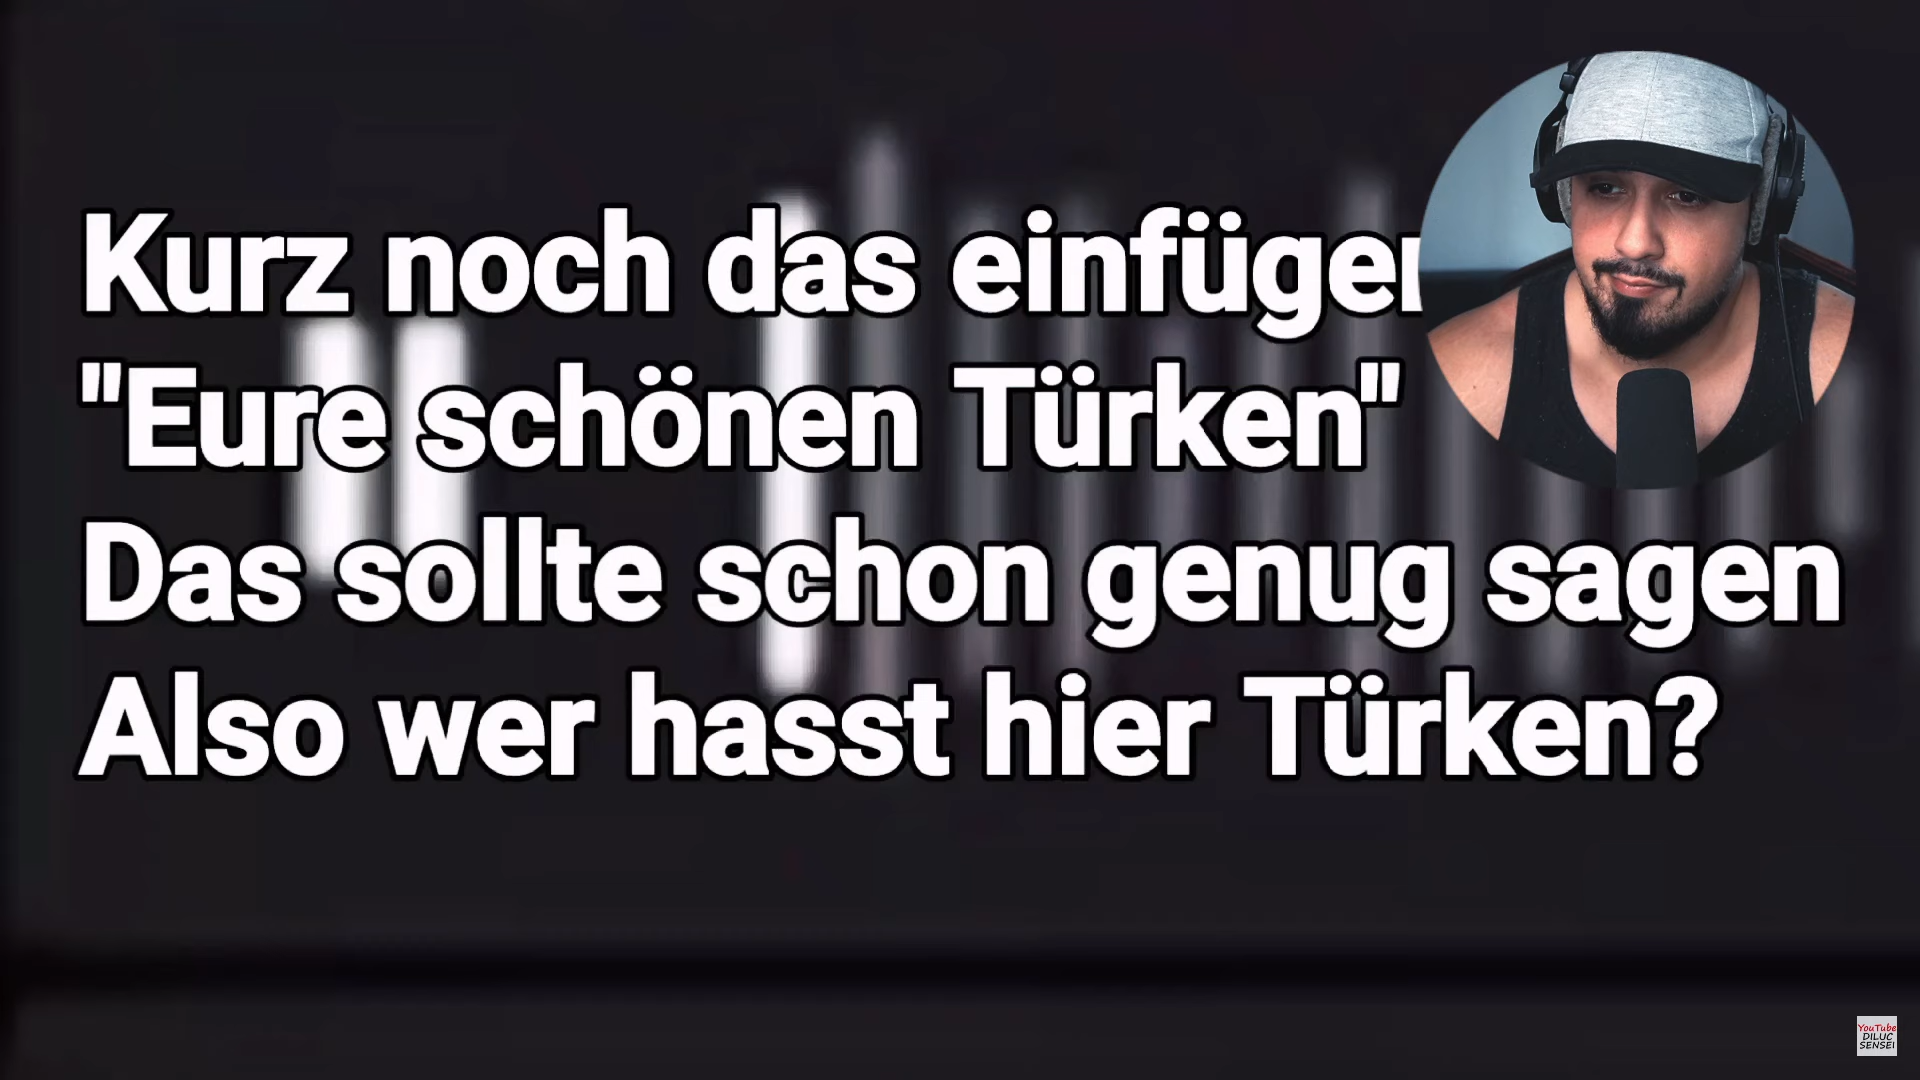 Kurz noch das einfügen
"Eure schönen Türken"
Das sollte schon genug sagen
Also wer hasst hier Türken?
YouTube
DILUC
SENSEI